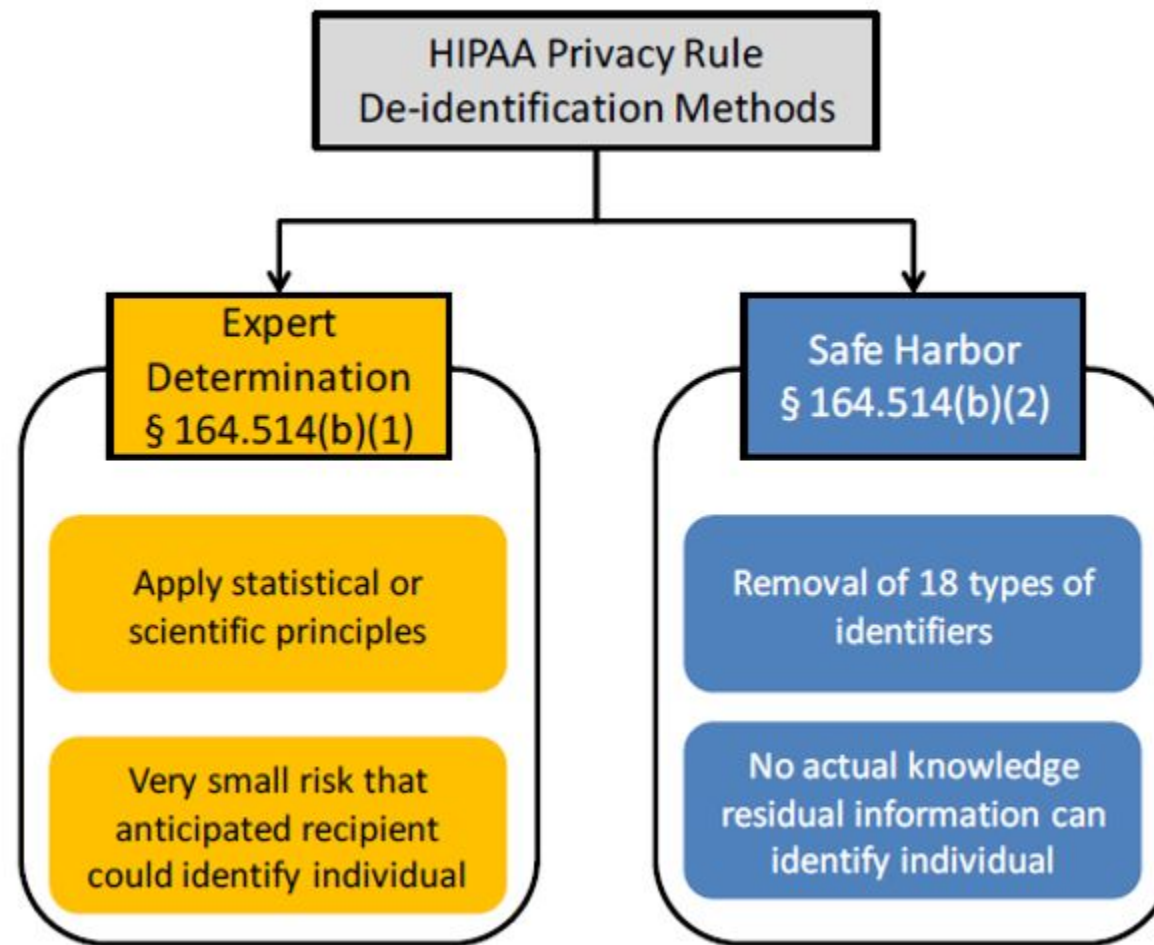 HIPAA Privacy Rule
De-identification Methods
Expert
Determination
§ 164.514(b)(1)
Apply statistical or
scientific principles
Very small risk that
anticipated recipient
could identify individual
Safe Harbor
§ 164.514(b)(2)
Removal of 18 types of
identifiers
No actual knowledge
residual information can
identify individual